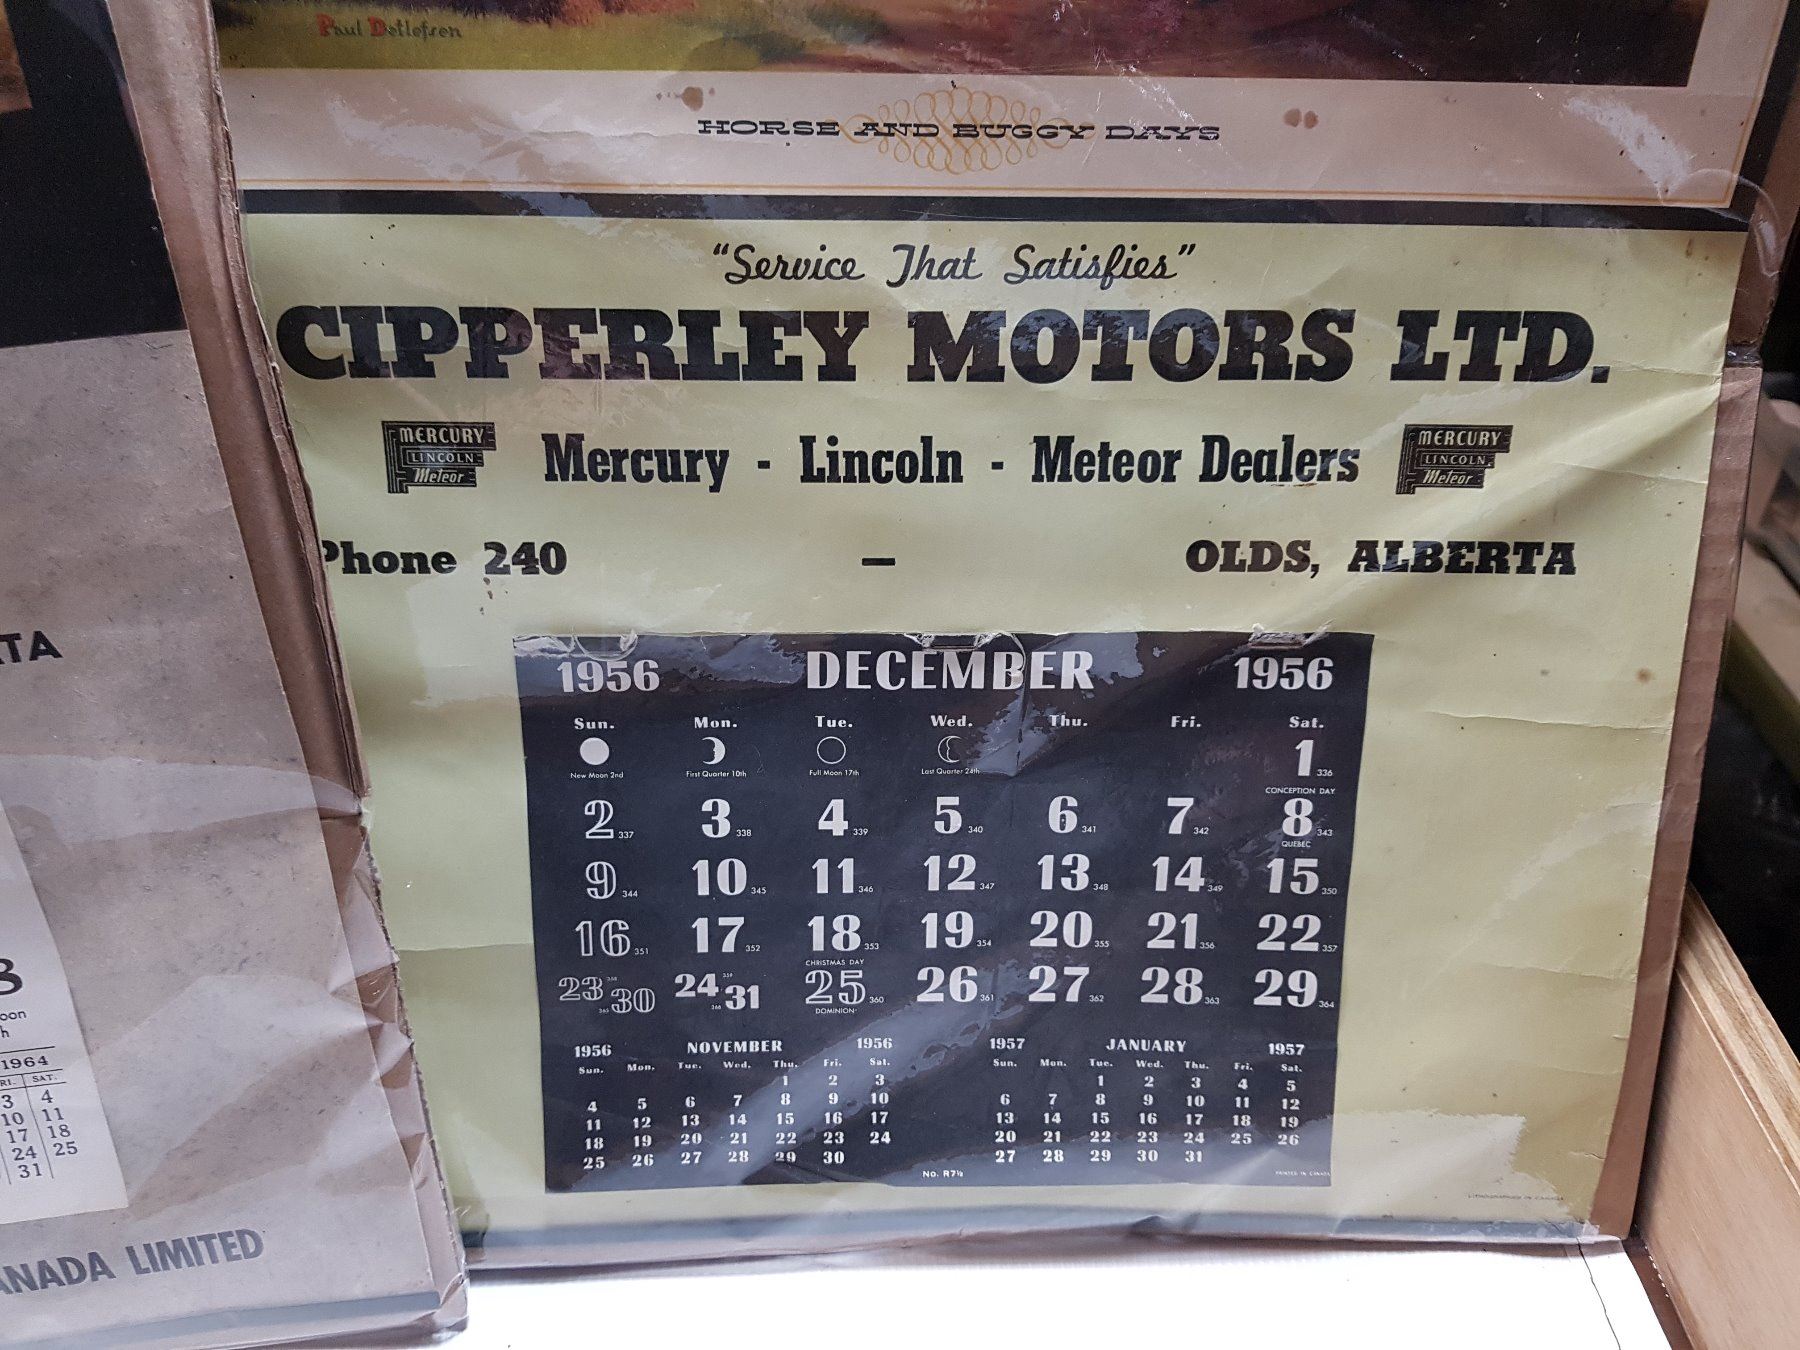 Paul Detlefsen
HORSE AND BUGGY DAYS
"Service That Satisfies"
CIPPERLEY MOTORS LTD.
MERCURY
LINCOLN
Meteor
Mercury - Lincoln - Meteor Dealers
MERCURY
LINCOLN
Meteor
Phone 240 — OLDS, ALBERTA
1956 DECEMBER 1956
Sun. Mon. Tue. Wed. Thu. Fri. Sat.
New Moon 2nd First Quarter 10th Full Moon 17th Last Quarter 24th 1 336
CONCEPTION DAY
2 337 3 338 4 339 5 340 6 341 7 342 8 343
QUEBEC
9 344 10 345 11 346 12 347 13 348 14 349 15 350
16 351 17 352 18 353 19 354 20 355 21 356 22 357
CHRISTMAS DAY
23 358 30 365 24 359 31 366 25 360 26 361 27 362 28 363 29 364
DOMINION
1956 NOVEMBER 1956
Sun. Mon. Tue. Wed. Thu. Fri. Sat.
1 2 3
4 5 6 7 8 9 10
11 12 13 14 15 16 17
18 19 20 21 22 23 24
25 26 27 28 29 30
1957 JANUARY 1957
Sun. Mon. Tue. Wed. Thu. Fri. Sat.
1 2 3 4 5
6 7 8 9 10 11 12
13 14 15 16 17 18 19
20 21 22 23 24 25 26
27 28 29 30 31
No. R7½
PRINTED IN CANADA
LITHOGRAPHED IN CANADA
TA
3
oon
h
1964
RI. SAT.
3 4
10 11
17 18
24 25
31
ANADA LIMITED